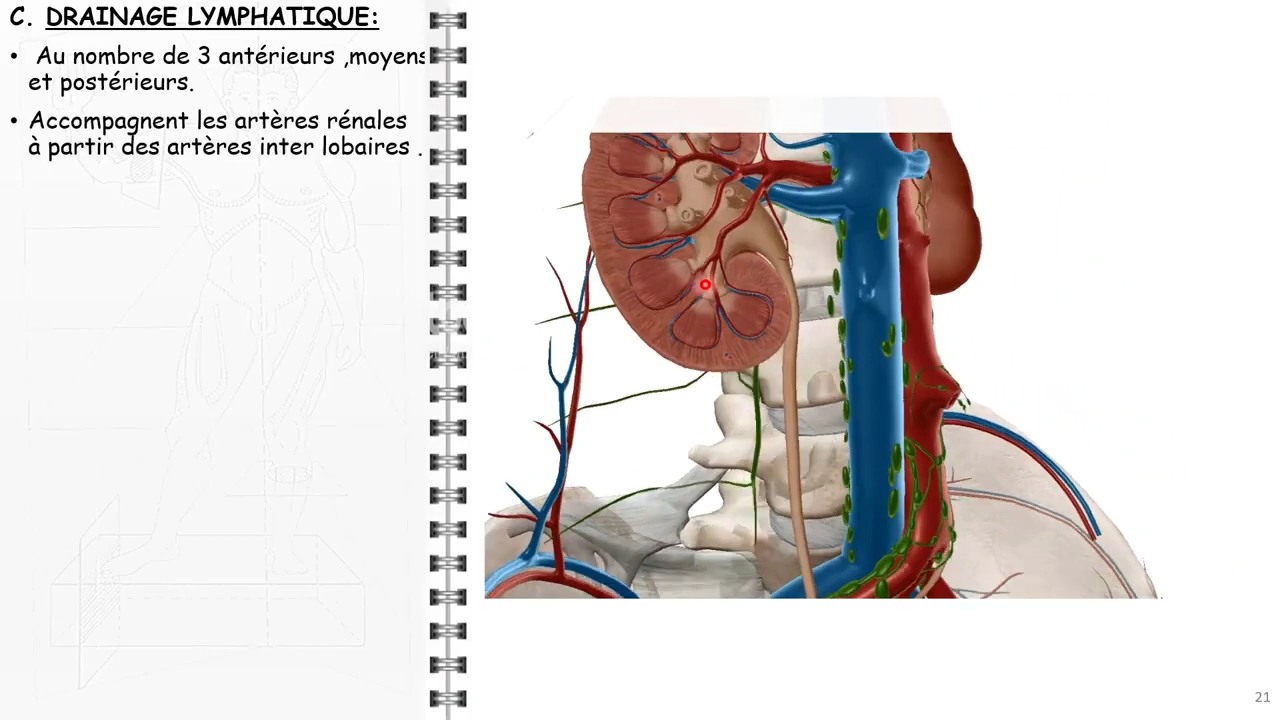 C. DRAINAGE LYMPHATIQUE:
• Au nombre de 3 antérieurs ,moyens
et postérieurs.
• Accompagnent les artères rénales
à partir des artères inter lobaires .
21